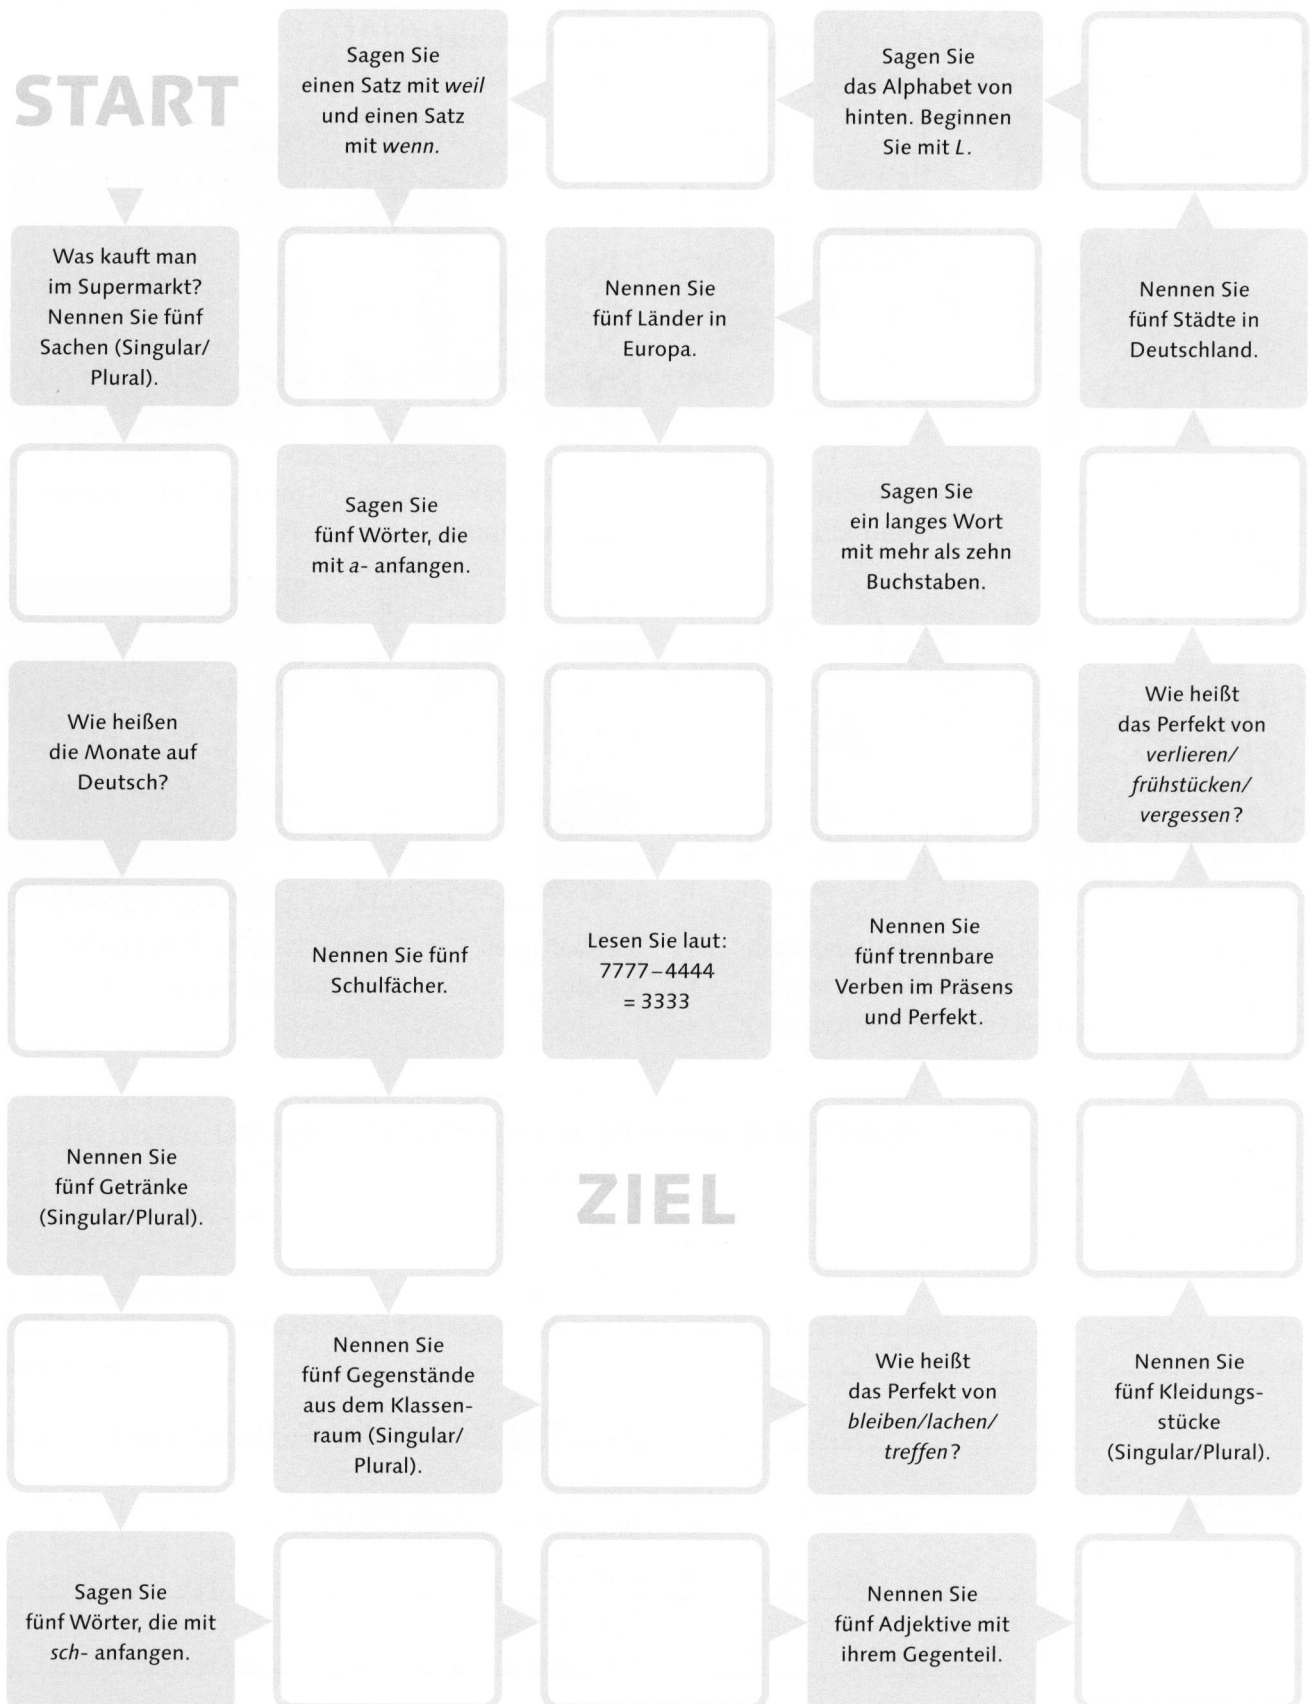 START
Sagen Sie
einen Satz mit weil
und einen Satz
mit wenn.
Sagen Sie
das Alphabet von
hinten. Beginnen
Sie mit L.
Was kauft man
im Supermarkt?
Nennen Sie fünf
Sachen (Singular/
Plural).
Nennen Sie
fünf Länder in
Europa.
Nennen Sie
fünf Städte in
Deutschland.
Sagen Sie
fünf Wörter, die
mit a- anfangen.
Sagen Sie
ein langes Wort
mit mehr als zehn
Buchstaben.
Wie heißen
die Monate auf
Deutsch?
Wie heißt
das Perfekt von
verlieren/
frühstücken/
vergessen?
Nennen Sie fünf
Schulfächer.
Lesen Sie laut:
7777–4444
= 3333
Nennen Sie
fünf trennbare
Verben im Präsens
und Perfekt.
Nennen Sie
fünf Getränke
(Singular/Plural).
ZIEL
Nennen Sie
fünf Gegenstände
aus dem Klassen-
raum (Singular/
Plural).
Wie heißt
das Perfekt von
bleiben/lachen/
treffen?
Nennen Sie
fünf Kleidungs-
stücke
(Singular/Plural).
Sagen Sie
fünf Wörter, die mit
sch- anfangen.
Nennen Sie
fünf Adjektive mit
ihrem Gegenteil.